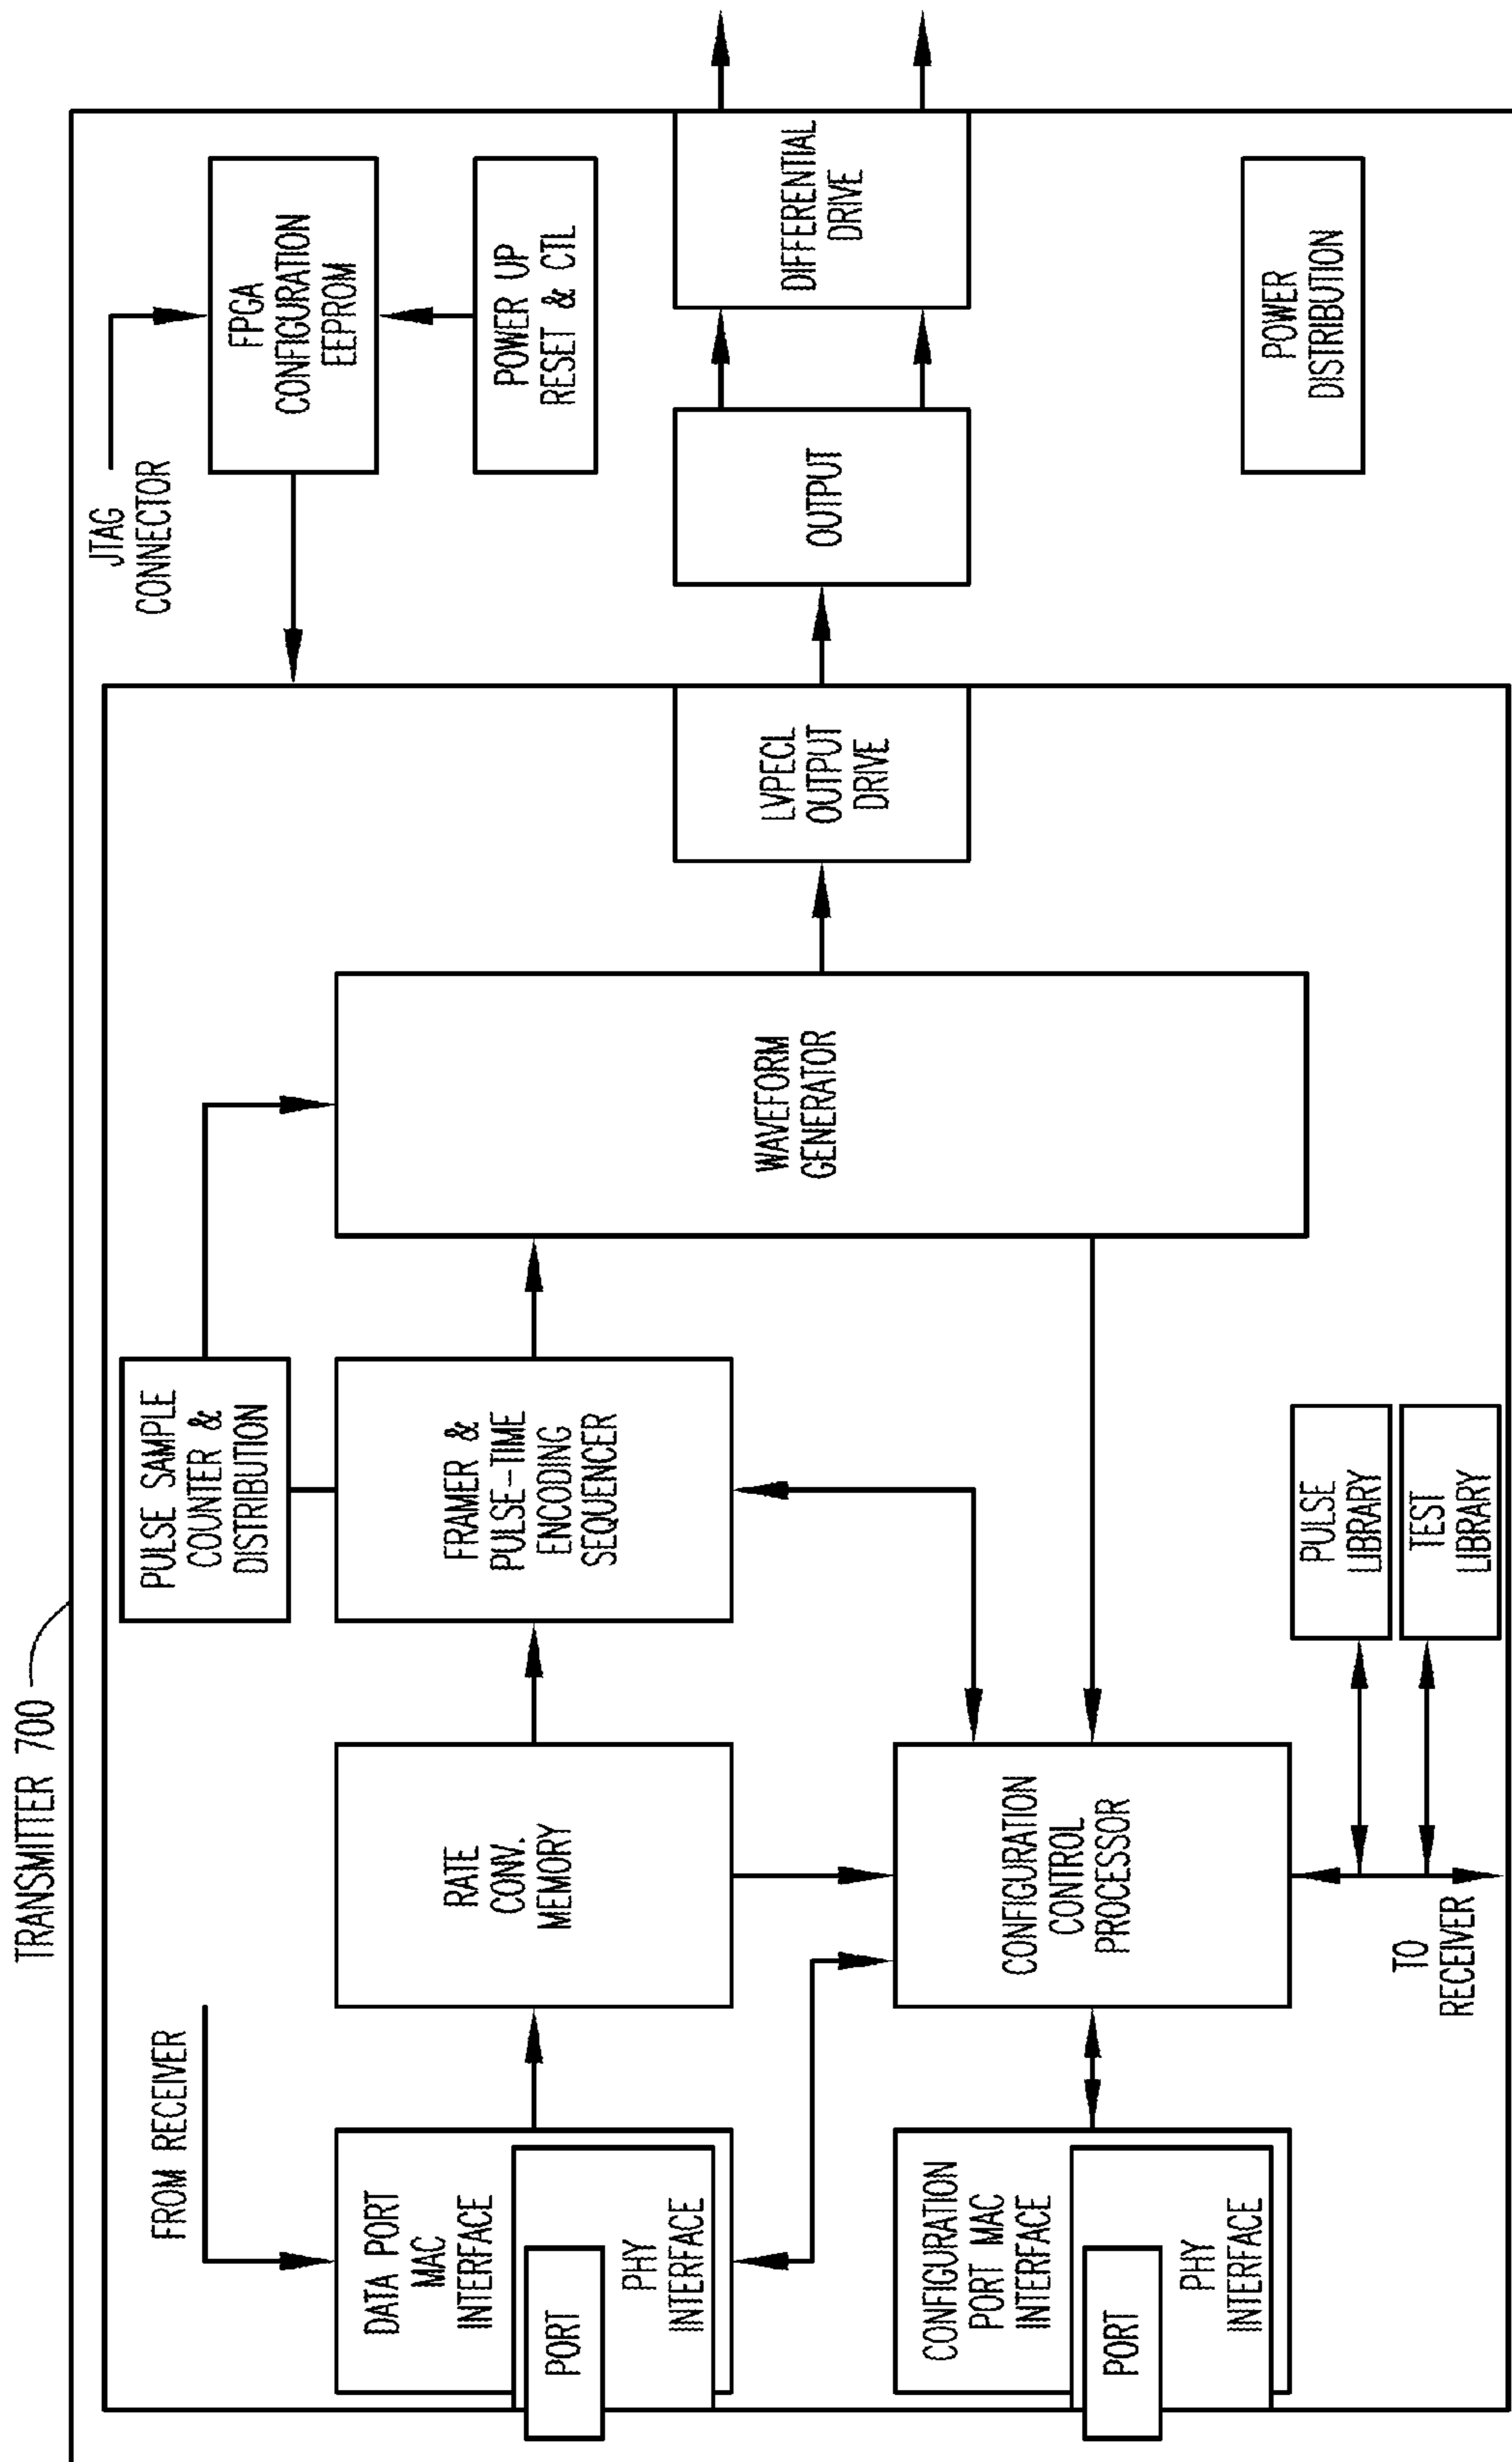 TRANSMITTER 700
FROM RECEIVER
DATA PORT
MAC
INTERFACE
PHY
INTERFACE
PORT
RATE
CONV.
MEMORY
PULSE SAMPLE
COUNTER &
DISTRIBUTION
FRAMER &
PULSE-TIME
ENCODING
SEQUENCER
WAVEFORM
GENERATOR
LVPECL
OUTPUT
DRIVE
JTAG
CONNECTOR
FPGA
CONFIGURATION
EEPROM
POWER UP
RESET & CTL
OUTPUT
DIFFERENTIAL
DRIVE
CONFIGURATION
PORT MAC
INTERFACE
PHY
INTERFACE
PORT
CONFIGURATION
CONTROL
PROCESSOR
TO
RECEIVER
PULSE
LIBRARY
TEST
LIBRARY
POWER
DISTRIBUTION